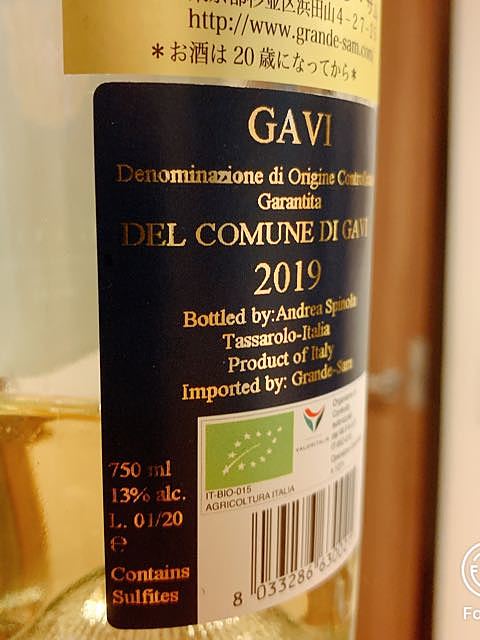 http://www.grande-sam.com
*お酒は20歳になってから*
GAVI
Denominazione di Origine Controllata
Garantita
DEL COMUNE DI GAVI
2019
Bottled by:Andrea Spinola
Tassarolo-Italia
Product of Italy
Imported by: Grande-Sam
VALORITALIA
IT-BIO-015
AGRICOLTURA ITALIA
750 ml
13% alc.
L. 01/20
e
Contains
Sulfites
8 033286 630